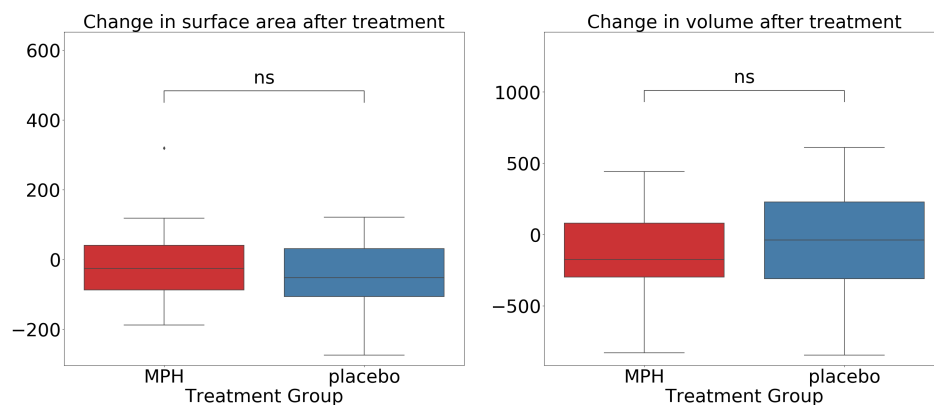 Change in surface area after treatment
600
400
200
0
−200
ns
MPH
placebo
Treatment Group
Change in volume after treatment
1000
500
0
−500
ns
MPH
placebo
Treatment Group